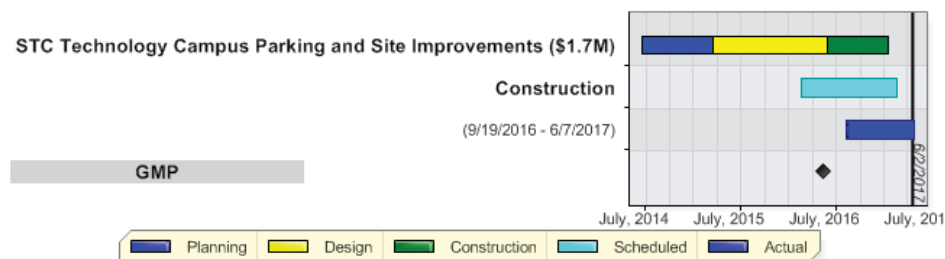 STC Technology Campus Parking and Site Improvements ($1.7M)
Construction
(9/19/2016 - 6/7/2017)
GMP
6/2/2017
July, 2014 July, 2015 July, 2016 July, 201
Planning Design Construction Scheduled Actual